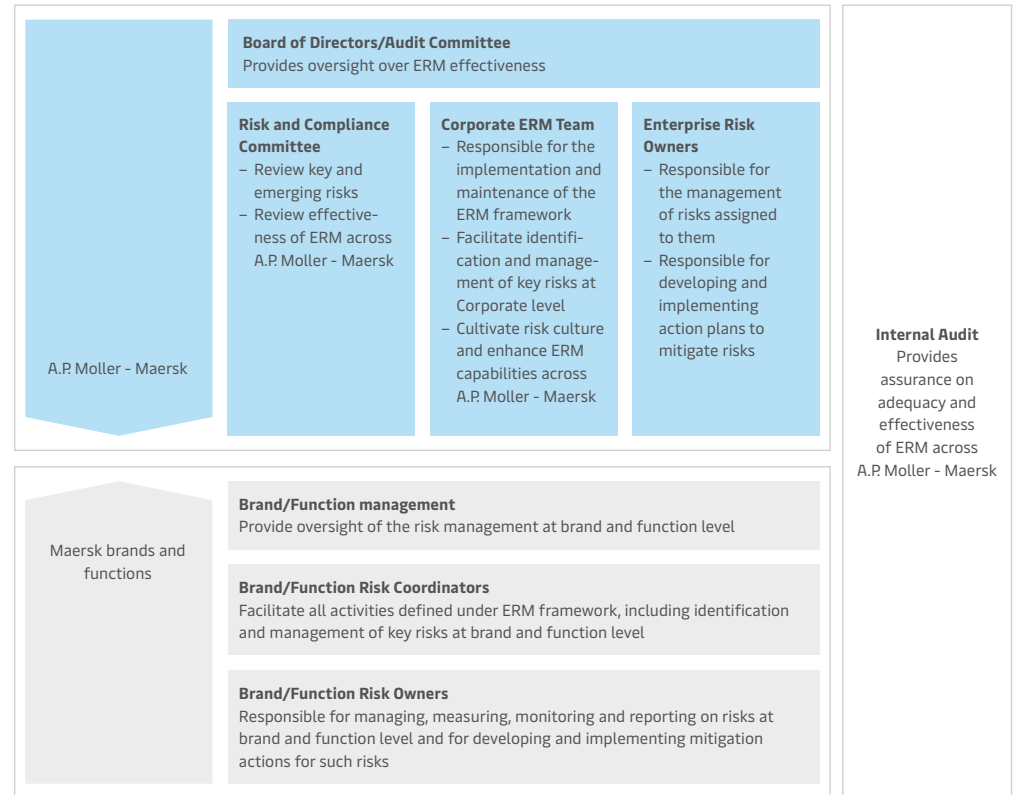 Board of Directors/Audit Committee
Provides oversight over ERM effectiveness
A.P. Moller - Maersk
Risk and Compliance
Committee
– Review key and
emerging risks
– Review effective-
ness of ERM across
A.P. Moller - Maersk
Corporate ERM Team
– Responsible for the
implementation and
maintenance of the
ERM framework
– Facilitate identifi-
cation and manage-
ment of key risks at
Corporate level
– Cultivate risk culture
and enhance ERM
capabilities across
A.P. Moller - Maersk
Enterprise Risk
Owners
– Responsible for
the management
of risks assigned
to them
– Responsible for
developing and
implementing
action plans to
mitigate risks
Maersk brands and
functions
Brand/Function management
Provide oversight of the risk management at brand and function level
Brand/Function Risk Coordinators
Facilitate all activities defined under ERM framework, including identification
and management of key risks at brand and function level
Brand/Function Risk Owners
Responsible for managing, measuring, monitoring and reporting on risks at
brand and function level and for developing and implementing mitigation
actions for such risks
Internal Audit
Provides
assurance on
adequacy and
effectiveness
of ERM across
A.P. Moller - Maersk